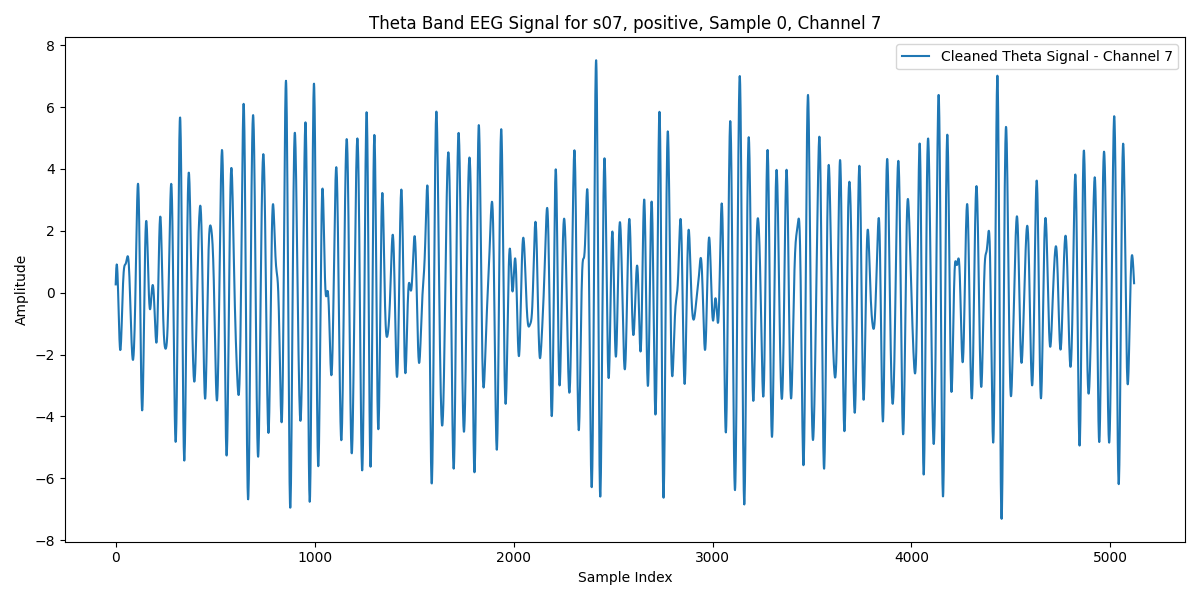 Theta Band EEG Signal for s07, positive, Sample 0, Channel 7
Cleaned Theta Signal - Channel 7
8
6
4
2
0
−2
−4
−6
−8
Amplitude
0 1000 2000 3000 4000 5000
Sample Index